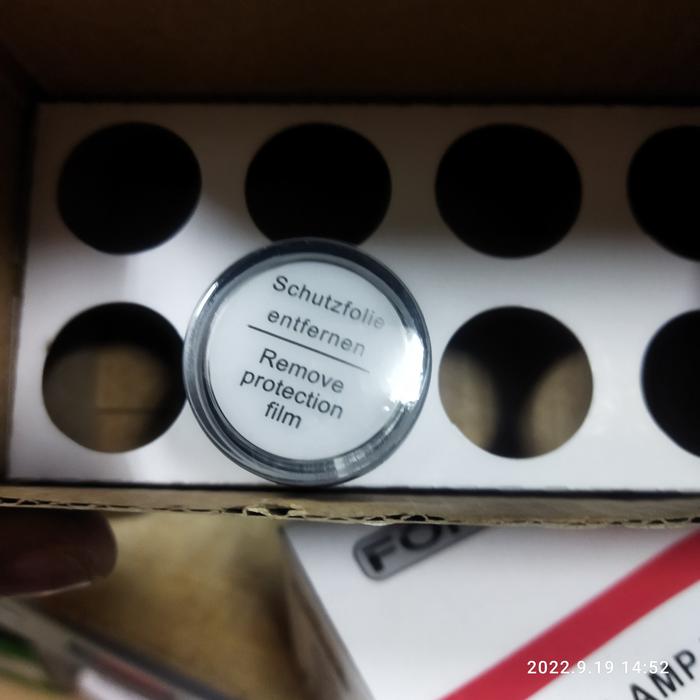 Schutzfolie
entfernen
Remove
protection
film
2022.9.19 14:52